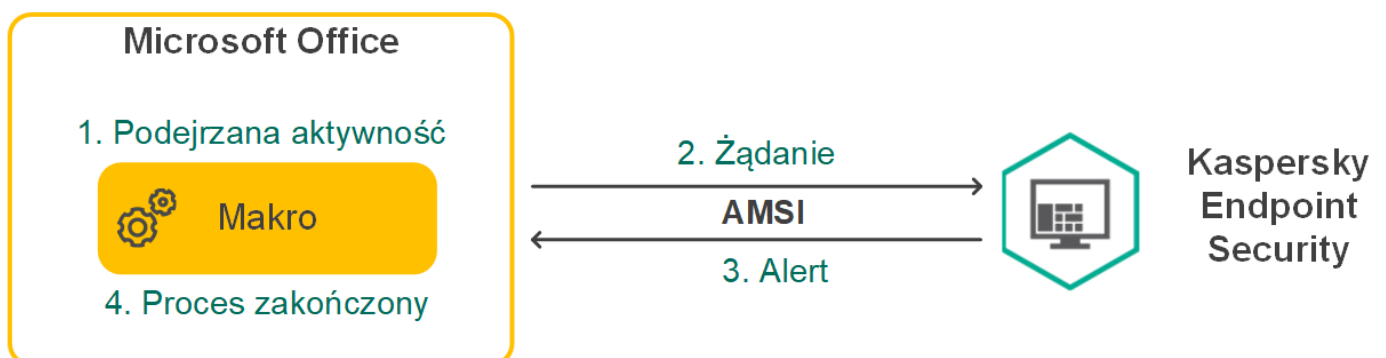 Microsoft Office
1. Podejrzana aktywność
Makro
4. Proces zakończony
2. Żądanie
AMSI
3. Alert
Kaspersky
Endpoint
Security